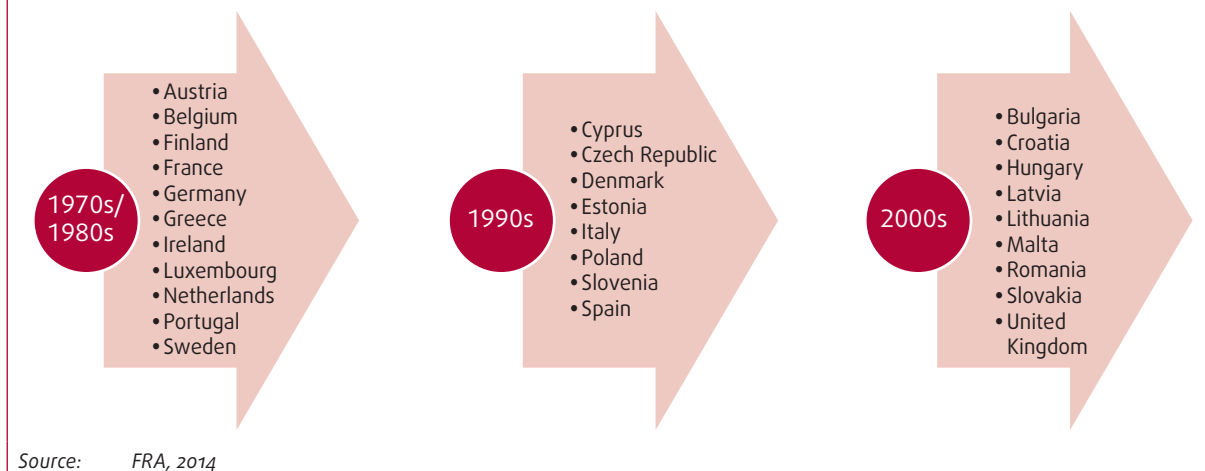 1970s/
1980s
• Austria
• Belgium
• Finland
• France
• Germany
• Greece
• Ireland
• Luxembourg
• Netherlands
• Portugal
• Sweden
1990s
• Cyprus
• Czech Republic
• Denmark
• Estonia
• Italy
• Poland
• Slovenia
• Spain
2000s
• Bulgaria
• Croatia
• Hungary
• Latvia
• Lithuania
• Malta
• Romania
• Slovakia
• United
Kingdom
Source: FRA, 2014